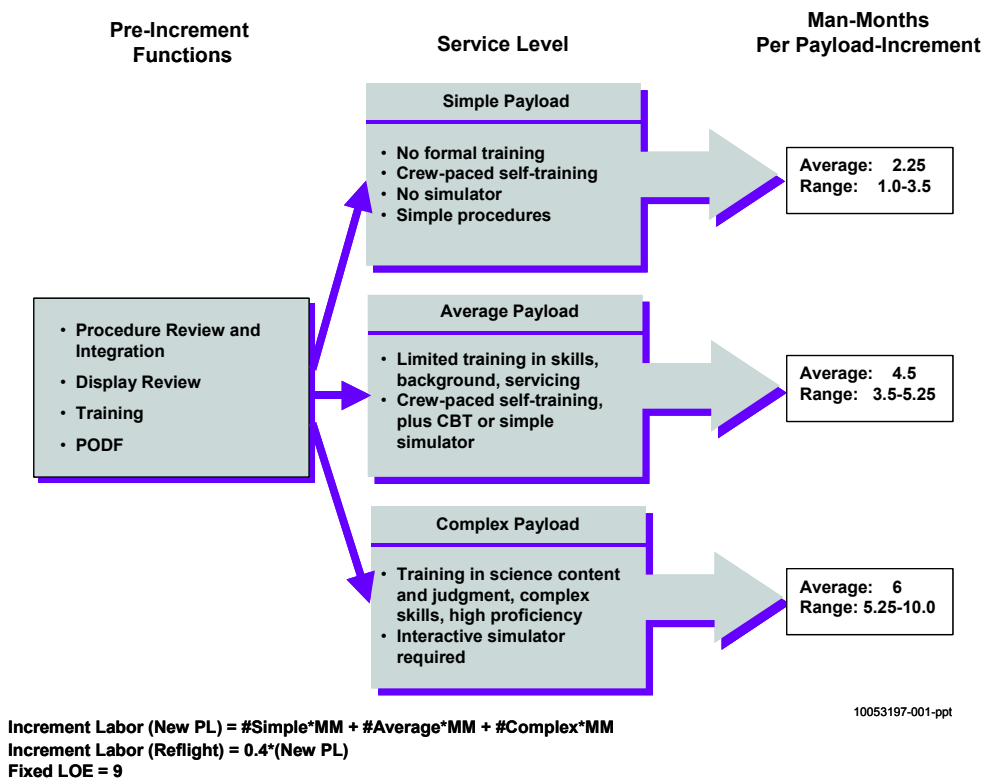 Pre-Increment
Functions
Service Level
Man-Months
Per Payload-Increment
• Procedure Review and
Integration
• Display Review
• Training
• PODF
Simple Payload
• No formal training
• Crew-paced self-training
• No simulator
• Simple procedures
Average: 2.25
Range: 1.0-3.5
Average Payload
• Limited training in skills,
background, servicing
• Crew-paced self-training,
plus CBT or simple
simulator
Average: 4.5
Range: 3.5-5.25
Complex Payload
• Training in science content
and judgment, complex
skills, high proficiency
• Interactive simulator
required
Average: 6
Range: 5.25-10.0
10053197-001-ppt
Increment Labor (New PL) = #Simple*MM + #Average*MM + #Complex*MM
Increment Labor (Reflight) = 0.4*(New PL)
Fixed LOE = 9